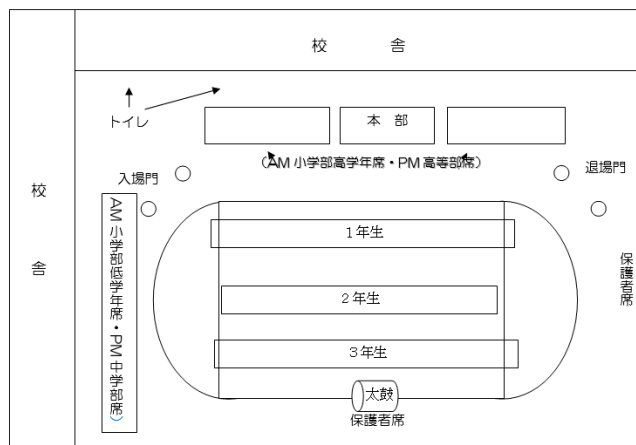 校　　　舎
トイレ
本　部
(AM 小学部高学年席・PM 高等部席)
入場門
退場門
校　舎
AM 小学部低学年席・PM 中学部席)
1年生
2年生
3年生
保護者席
太鼓
保護者席